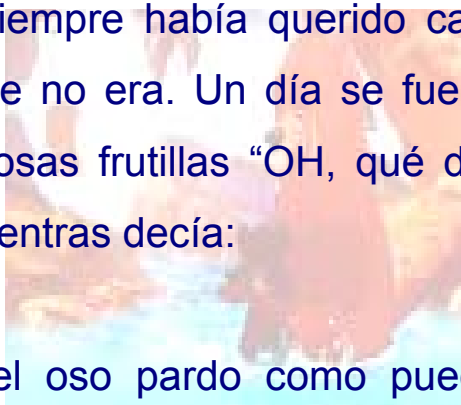 iempre había querido ca
e no era. Un día se fue
osas frutillas “OH, qué d
entras decía:
el oso pardo como pue